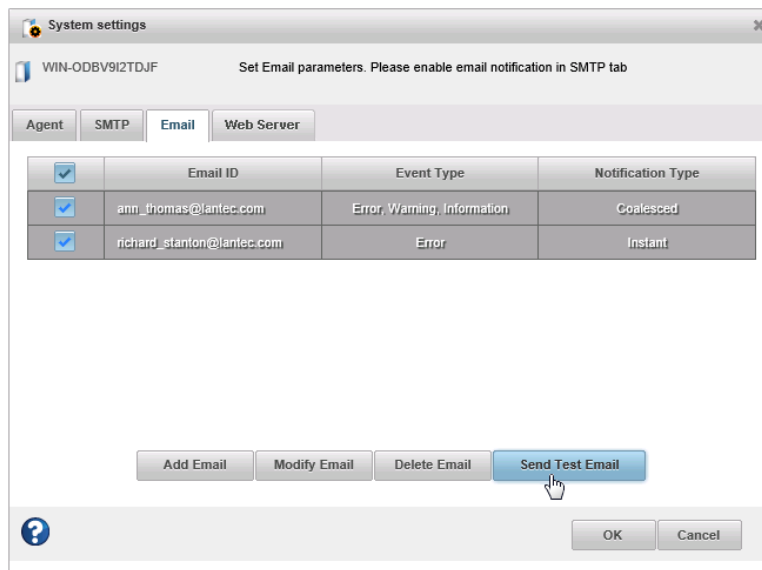 System settings
WIN-ODBV9I2TDJF Set Email parameters. Please enable email notification in SMTP tab
Agent SMTP Email Web Server
Email ID Event Type Notification Type
ann_thomas@lantec.com Error, Warning, Information Coalesced
richard_stanton@lantec.com Error Instant
Add Email Modify Email Delete Email Send Test Email
OK Cancel